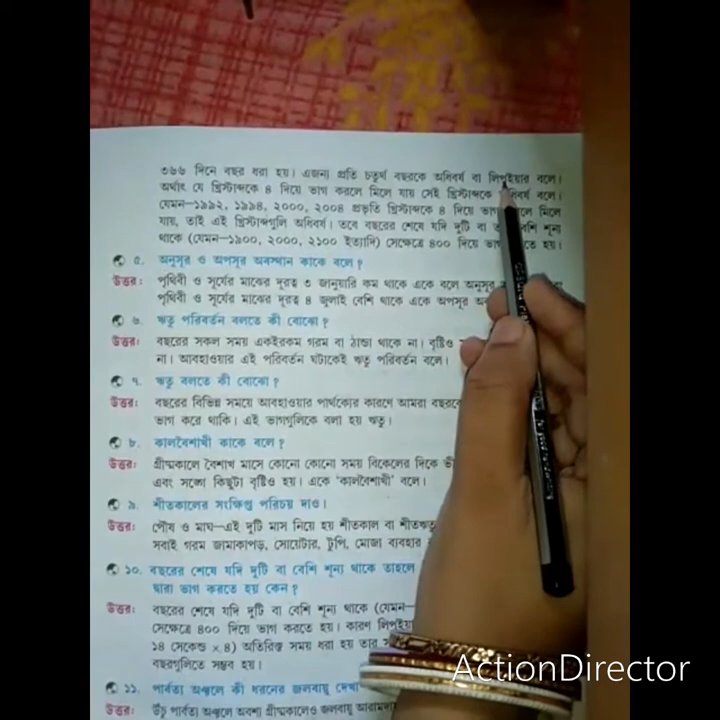 ৩৬৬ দিনে বছর ধরা হয়। এজন্য প্রতি চতুর্থ বছরকে অধিবর্ষ বা লিপ্‌ইয়ার বলে।
অর্থাৎ যে খ্রিস্টাব্দকে ৪ দিয়ে ভাগ করলে মিলে যায় সেই খ্রিস্টাব্দকে অধিবর্ষ বলে।
যেমন—১৯৯২, ১৯৯৪, ২০০০, ২০০৪ প্রভৃতি খ্রিস্টাব্দকে ৪ দিয়ে ভাগ করলে মিলে
যায়, তাই এই খ্রিস্টাব্দগুলি অধিবর্ষ। তবে বছরের শেষে যদি দুটি বা বেশি শূন্য
থাকে (যেমন—১৯০০, ২০০০, ২১০০ ইত্যাদি) সেক্ষেত্রে ৪০০ দিয়ে হয়।
৫. অনুসূর ও অপসূর অবস্থান কাকে বলে?
উত্তর: পৃথিবী ও সূর্যের মাঝের দূরত্ব ৩ জানুয়ারি কম থাকে একে বলে অনুসূর
পৃথিবী ও সূর্যের মাঝের দূরত্ব ৪ জুলাই বেশি থাকে একে অপসূর
৬. ঋতু পরিবর্তন বলতে কী বোঝো?
উত্তর: বছরের সকল সময় একইরকম গরম বা ঠান্ডা থাকে না। বৃষ্টিও
না। আবহাওয়ার এই পরিবর্তন ঘটাকেই ঋতু পরিবর্তন বলে।
৭. ঋতু বলতে কী বোঝো?
উত্তর: বছরের বিভিন্ন সময়ে আবহাওয়ার পার্থক্যের কারণে আমরা বছরকে
ভাগ করে থাকি। এই ভাগগুলিকে বলা হয় ঋতু।
৮. কালবৈশাখী কাকে বলে?
উত্তর: গ্রীষ্মকালে বৈশাখ মাসে কোনো কোনো সময় বিকেলের দিকে
এবং সঙ্গে কিছুটা বৃষ্টিও হয়। একে ‘কালবৈশাখী’ বলে।
৯. শীতকালের সংক্ষিপ্ত পরিচয় দাও।
উত্তর: পৌষ ও মাঘ—এই দুটি মাস নিয়ে হয় শীতকাল বা শীতঋতু
সবাই গরম জামাকাপড়, সোয়েটার, টুপি, মোজা ব্যবহার
১০. বছরের শেষে যদি দুটি বা বেশি শূন্য থাকে তাহলে
দ্বারা ভাগ করতে হয় কেন?
উত্তর: বছরের শেষে যদি দুটি বা বেশি শূন্য থাকে (যেমন—
সেক্ষেত্রে ৪০০ দিয়ে ভাগ করতে হয়। কারণ
১৪ সেকেন্ড × ৪) অতিরিক্ত সময় ধরা হয় তার
বছরগুলিতে সম্ভব হয়।
১১. পার্বত্য অঞ্চলে কী ধরনের জলবায়ু দেখা
উত্তর: উঁচু পার্বত্য অঞ্চলে অবশ্য গ্রীষ্মকালেও জলবায়ু
ActionDirector